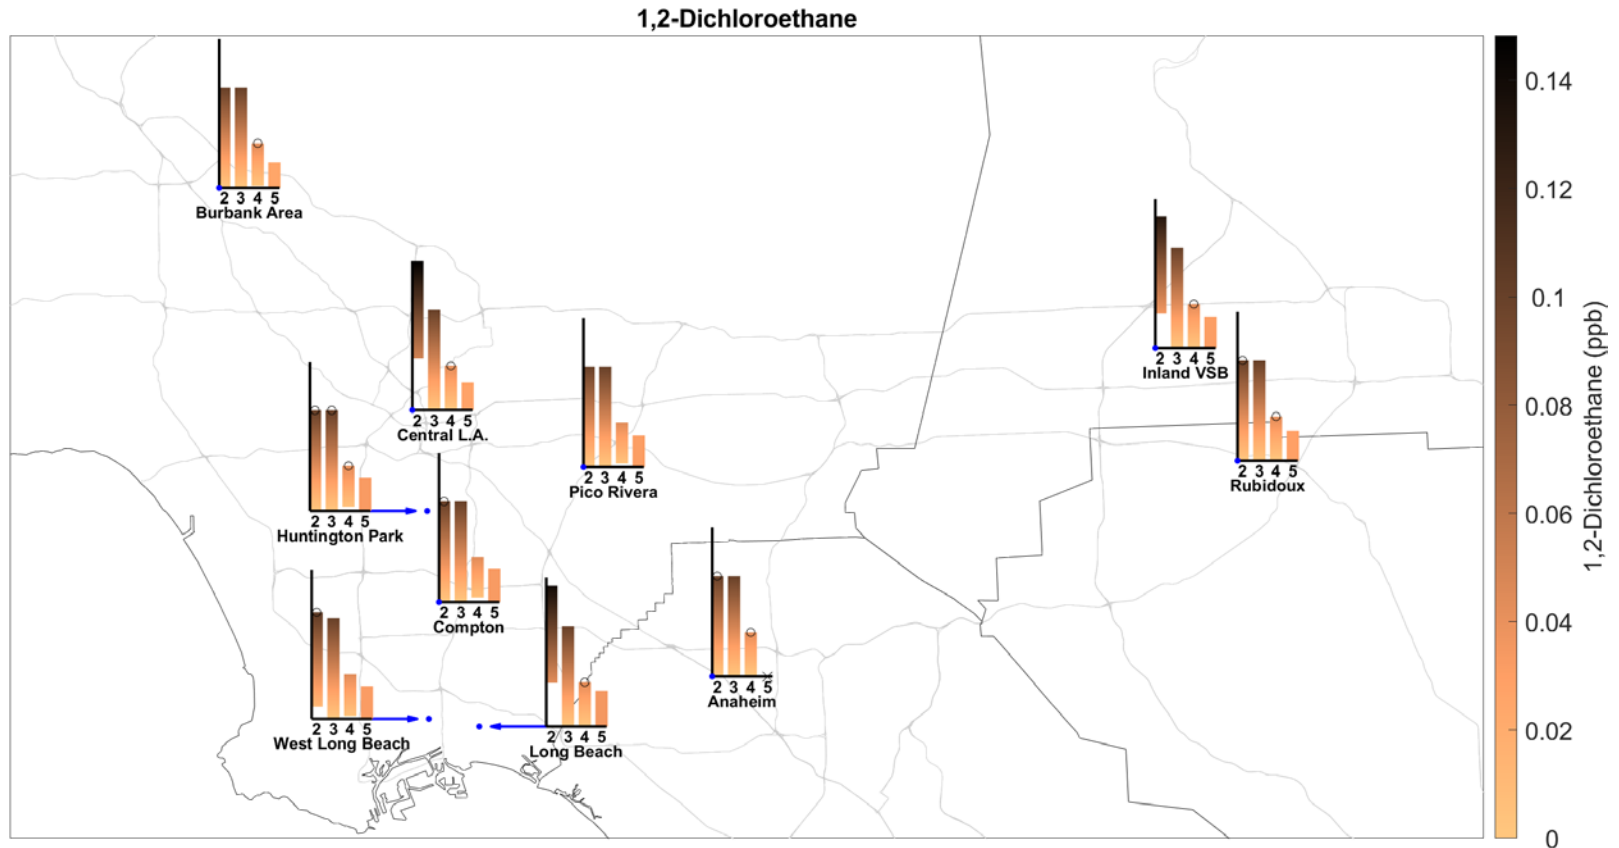 1,2-Dichloroethane
2 3 4 5
Burbank Area
2 3 4 5
Central L.A.
2 3 4 5
Huntington Park
2 3 4 5
Pico Rivera
2 3 4 5
Inland VSB
2 3 4 5
Rubidoux
2 3 4 5
Compton
2 3 4 5
West Long Beach
2 3 4 5
Long Beach
2 3 4 5
Anaheim
0.14
0.12
0.1
0.08
0.06
0.04
0.02
0
1,2-Dichloroethane (ppb)